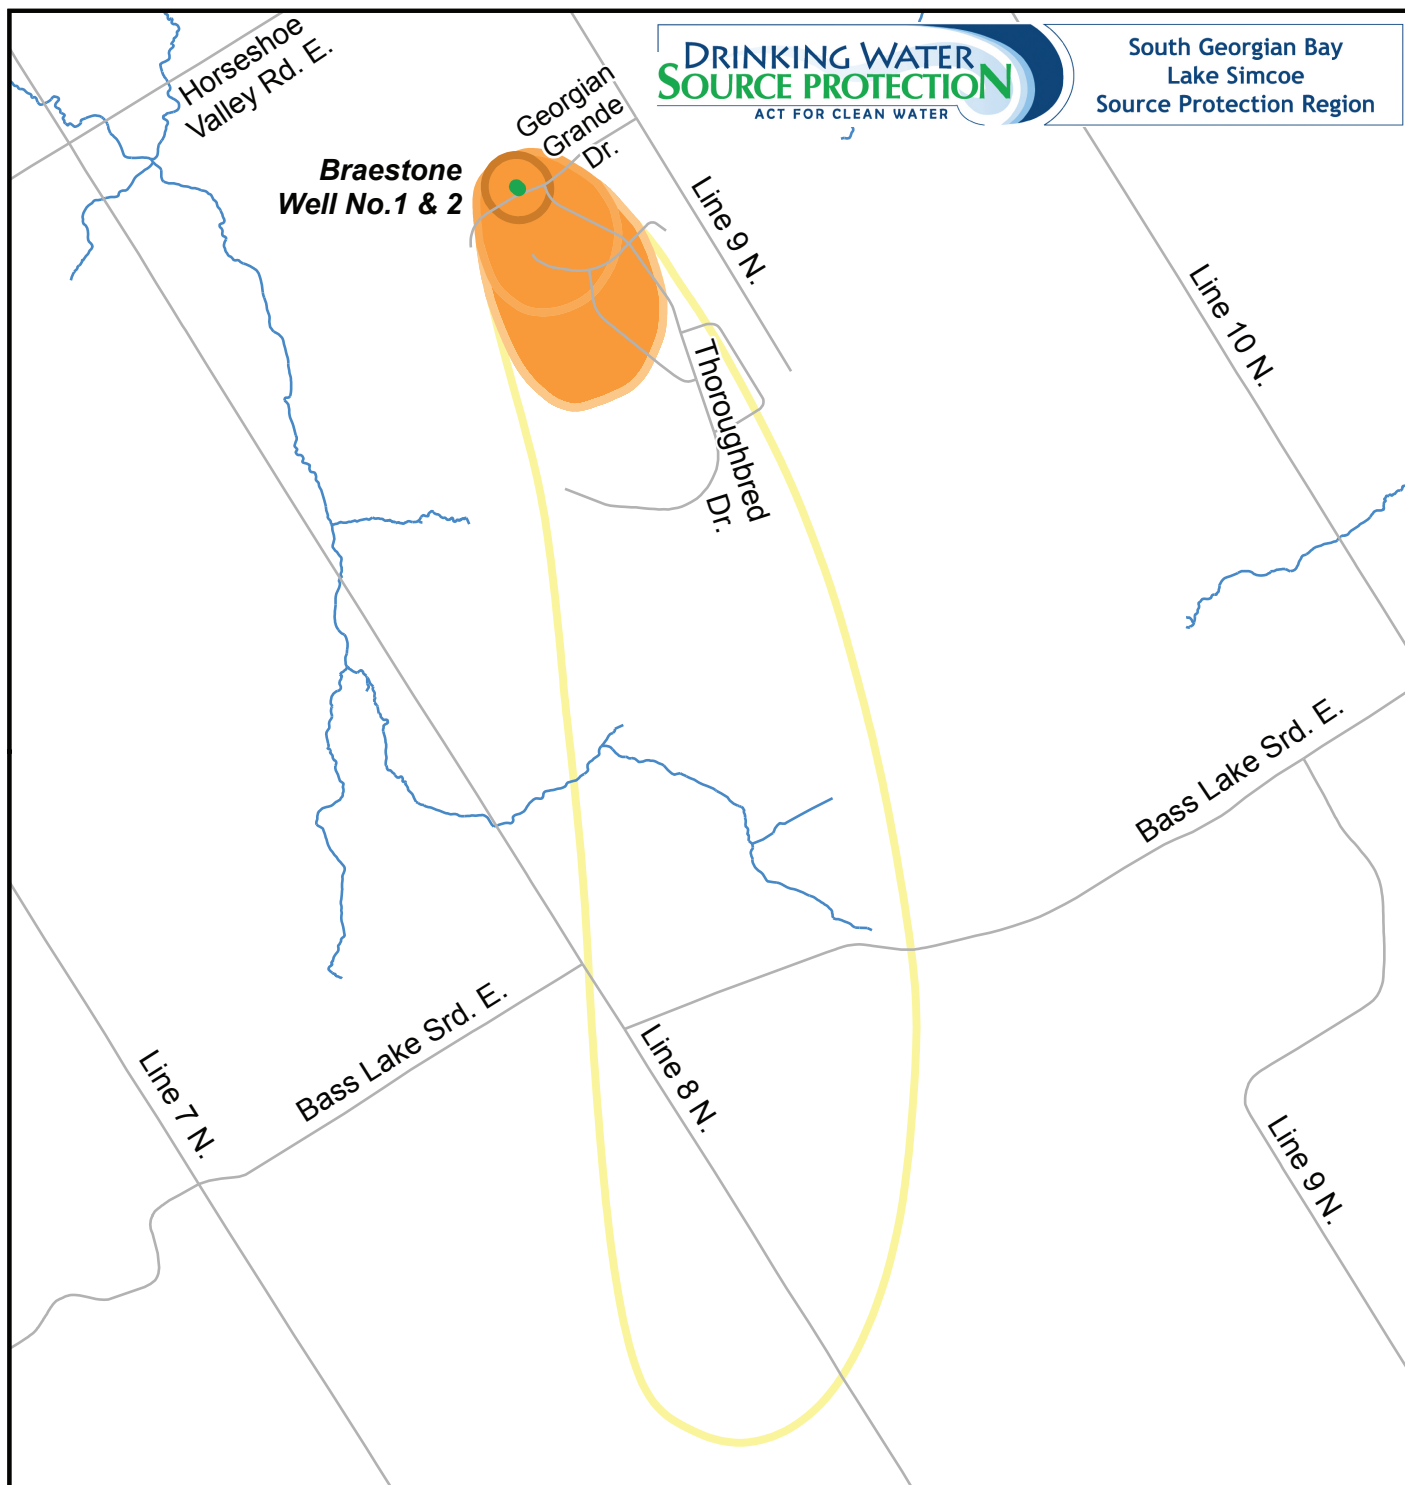 Horseshoe
Valley Rd. E.
Georgian
Grande
Dr.
DRINKING WATER
SOURCE PROTECTION
ACT FOR CLEAN WATER
South Georgian Bay
Lake Simcoe
Source Protection Region
Braestone
Well No.1 & 2
Line 9 N.
Line 10 N.
Thoroughbred
Dr.
Bass Lake Srd. E.
Bass Lake Srd. E.
Line 7 N.
Line 8 N.
Line 9 N.